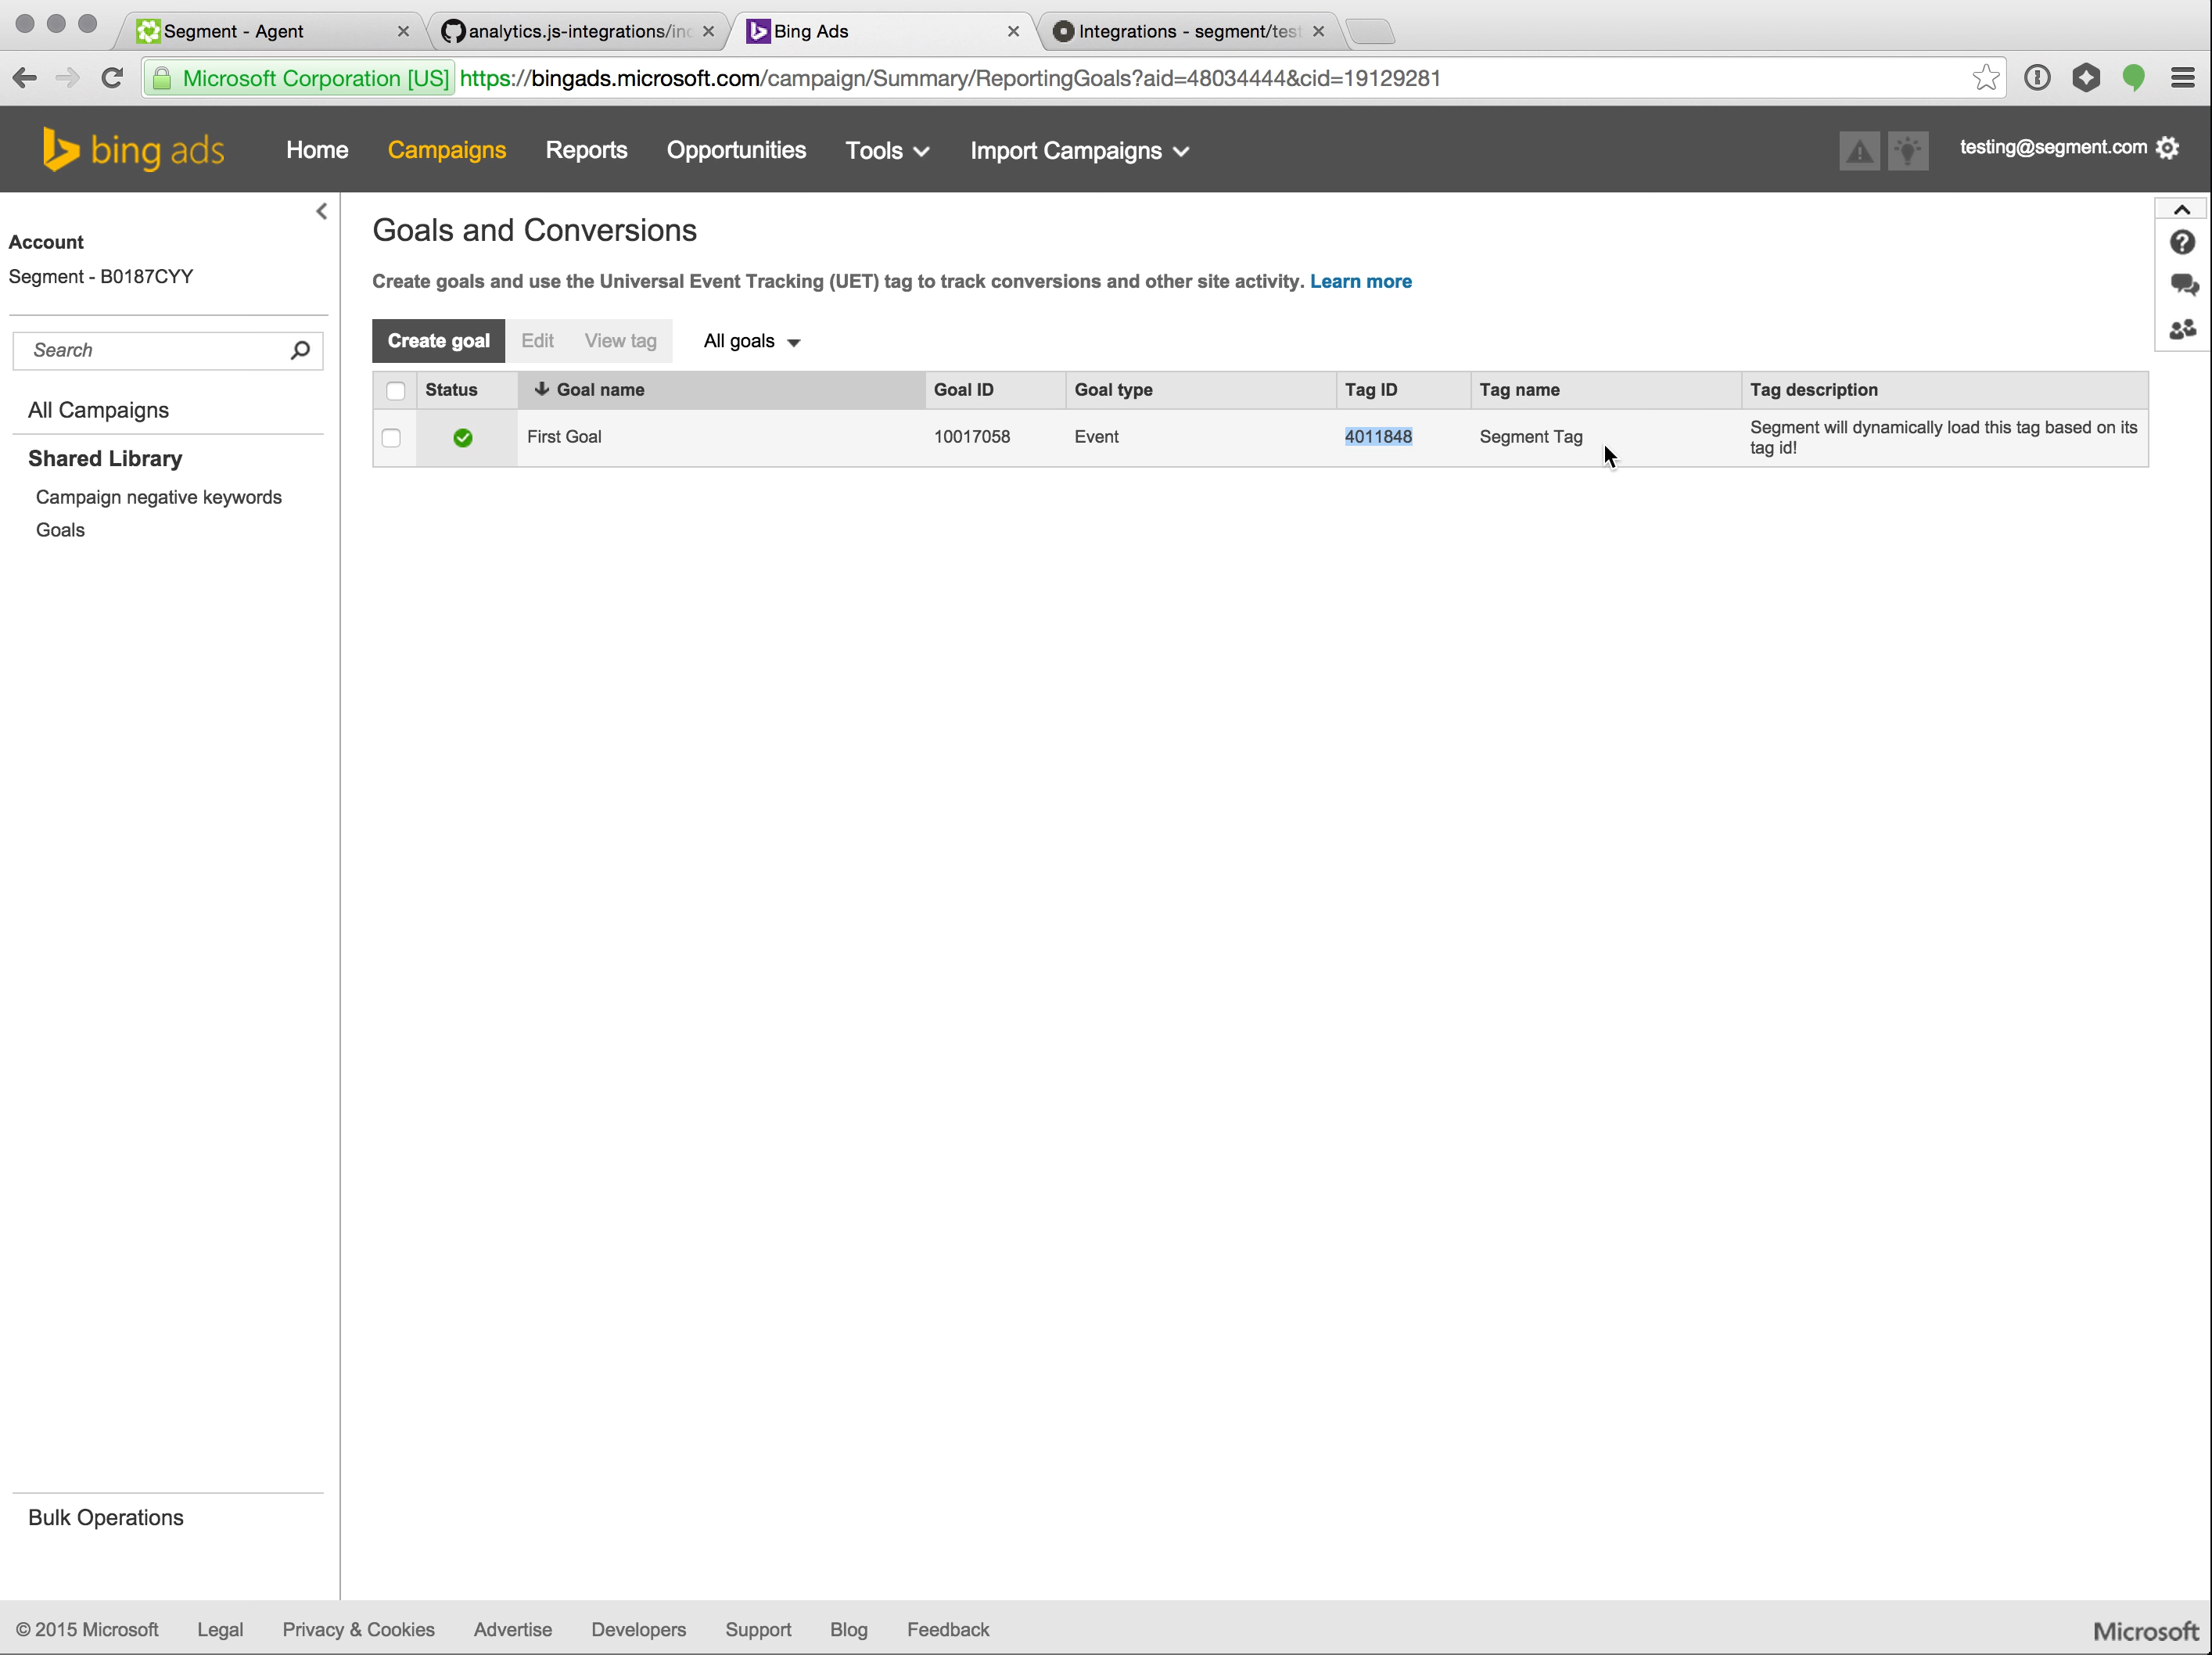 Segment - Agent
analytics.js-integrations/inc
Bing Ads
Integrations - segment/test
Microsoft Corporation [US] https://bingads.microsoft.com/campaign/Summary/ReportingGoals?aid=48034444&cid=19129281
bing ads
Home Campaigns Reports Opportunities Tools Import Campaigns
testing@segment.com
Account
Segment - B0187CYY
Search
All Campaigns
Shared Library
Campaign negative keywords
Goals
Bulk Operations
Goals and Conversions
Create goals and use the Universal Event Tracking (UET) tag to track conversions and other site activity. Learn more
Create goal Edit View tag All goals
Status Goal name Goal ID Goal type Tag ID Tag name Tag description
First Goal 10017058 Event 4011848 Segment Tag Segment will dynamically load this tag based on its
tag id!
© 2015 Microsoft Legal Privacy & Cookies Advertise Developers Support Blog Feedback
Microsoft